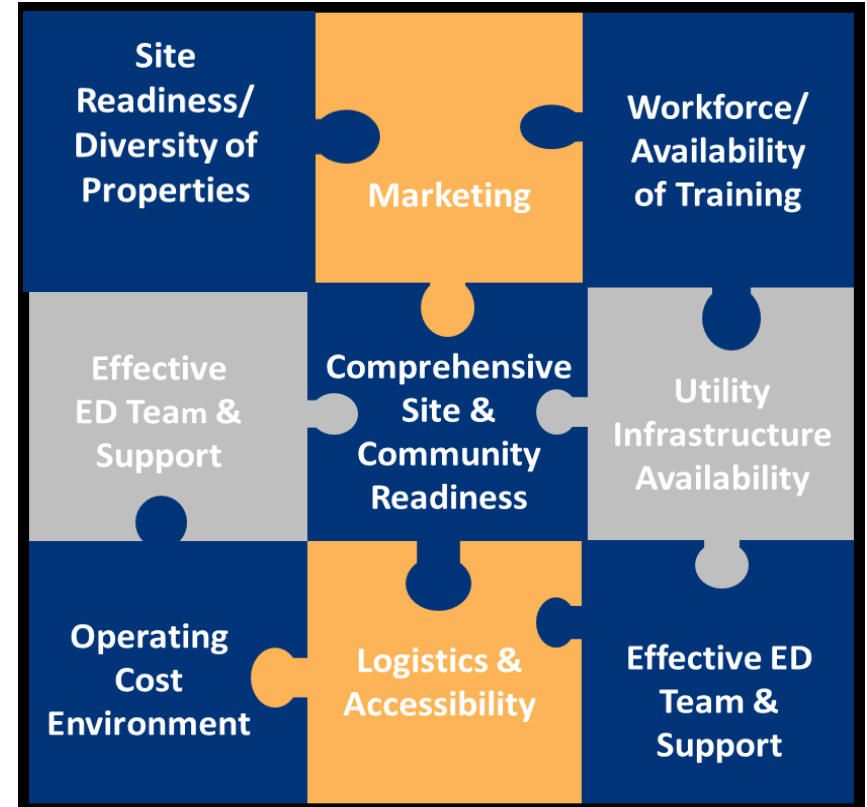 Site
Readiness/
Diversity of
Properties
Marketing
Workforce/
Availability
of Training
Effective
ED Team &
Support
Comprehensive
Site &
Community
Readiness
Utility
Infrastructure
Availability
Operating
Cost
Environment
Logistics &
Accessibility
Effective ED
Team &
Support